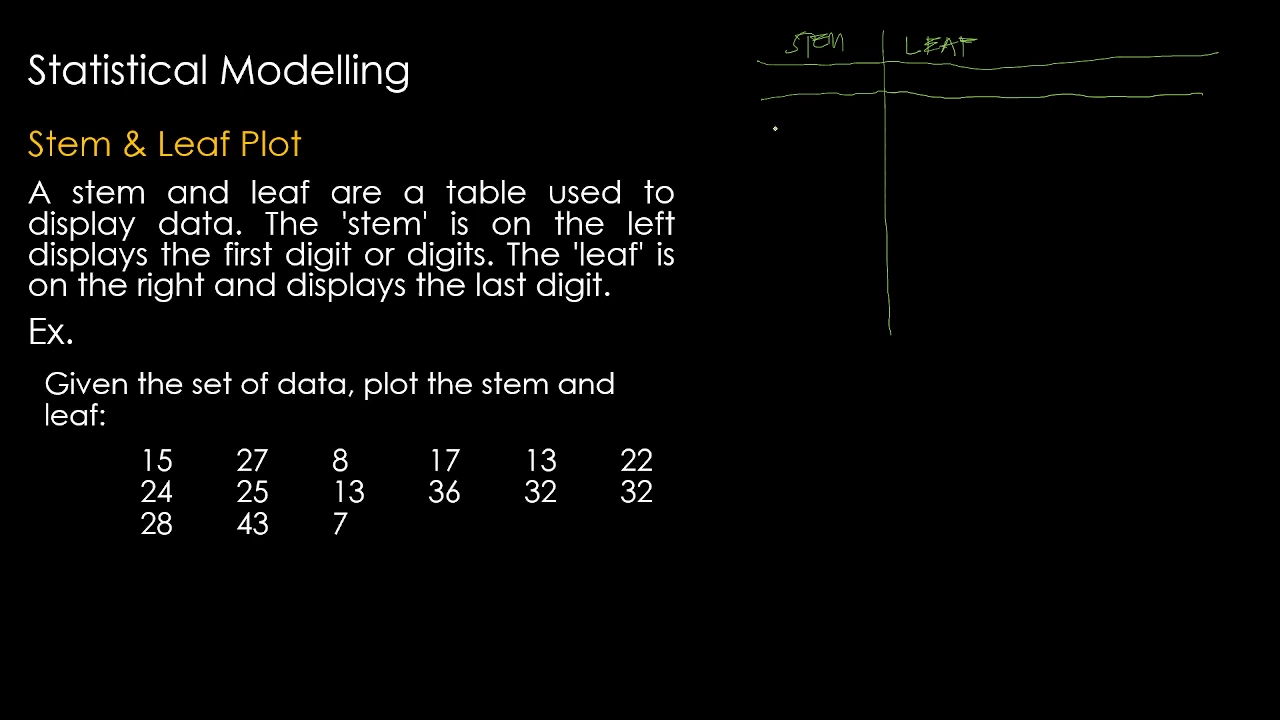 Statistical Modelling
Stem & Leaf Plot
A stem and leaf are a table used to
display data. The 'stem' is on the left
displays the first digit or digits. The 'leaf' is
on the right and displays the last digit.
Ex.
Given the set of data, plot the stem and
leaf:
15 27 8 17 13 22
24 25 13 36 32 32
28 43 7
STEM LEAF